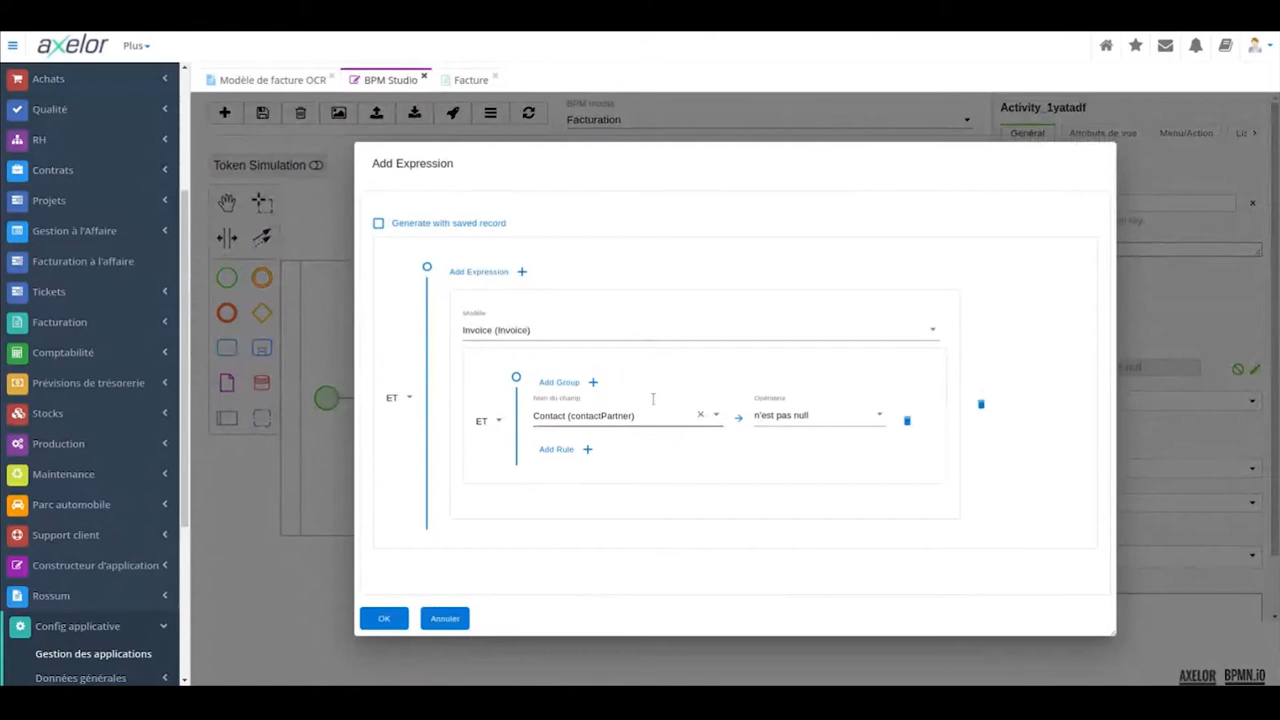 axelor
Plus
Achats
Qualité
RH
Contrats
Projets
Gestion à l'Affaire
Facturation à l'affaire
Tickets
Facturation
Comptabilité
Prévisions de trésorerie
Stocks
Production
Maintenance
Parc automobile
Support client
Constructeur d'application
Rossum
Config applicative
Gestion des applications
Données générales
Modèle de facture OCR
BPM Studio
Facture
BPM model
Facturation
Token Simulation
Activity_1yatadf
Général
Attributs de vue
Menu/Action
Add Expression
Generate with saved record
ET
Add Expression
Modèle
Invoice (Invoice)
ET
Add Group
Nom du champ
Contact (contactPartner)
Opérateur
n'est pas null
Add Rule
OK
Annuler
AXELOR
BPMN.iO